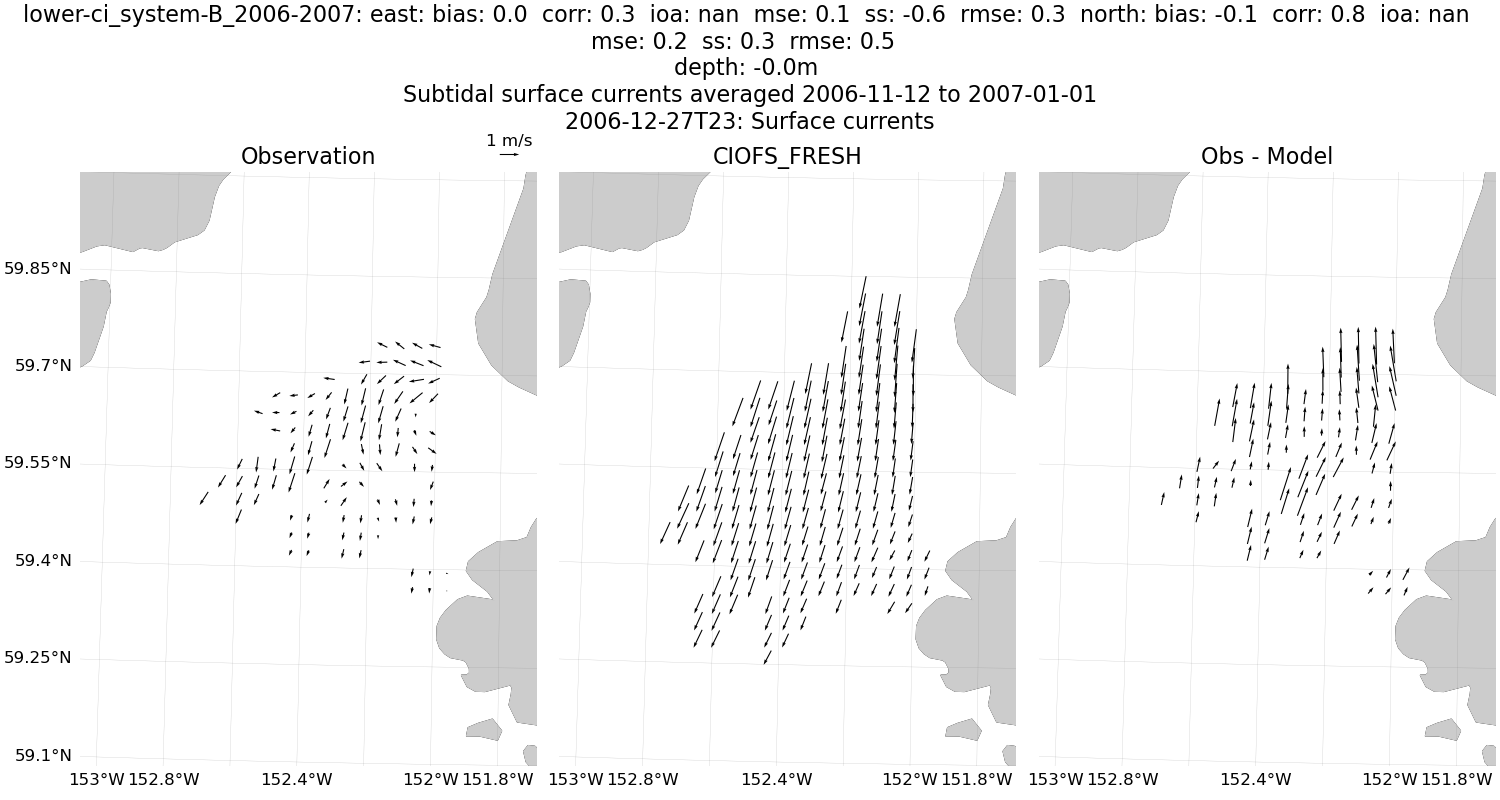 lower-ci_system-B_2006-2007: east: bias: 0.0  corr: 0.3  ioa: nan  mse: 0.1  ss: -0.6  rmse: 0.3  north: bias: -0.1  corr: 0.8  ioa: nan
mse: 0.2  ss: 0.3  rmse: 0.5
depth: -0.0m
Subtidal surface currents averaged 2006-11-12 to 2007-01-01
2006-12-27T23: Surface currents
1 m/s
Observation
CIOFS_FRESH
Obs - Model
59.85°N
59.7°N
59.55°N
59.4°N
59.25°N
59.1°N
153°W 152.8°W 152.4°W 152°W 151.8°W
153°W 152.8°W 152.4°W 152°W 151.8°W
153°W 152.8°W 152.4°W 152°W 151.8°W